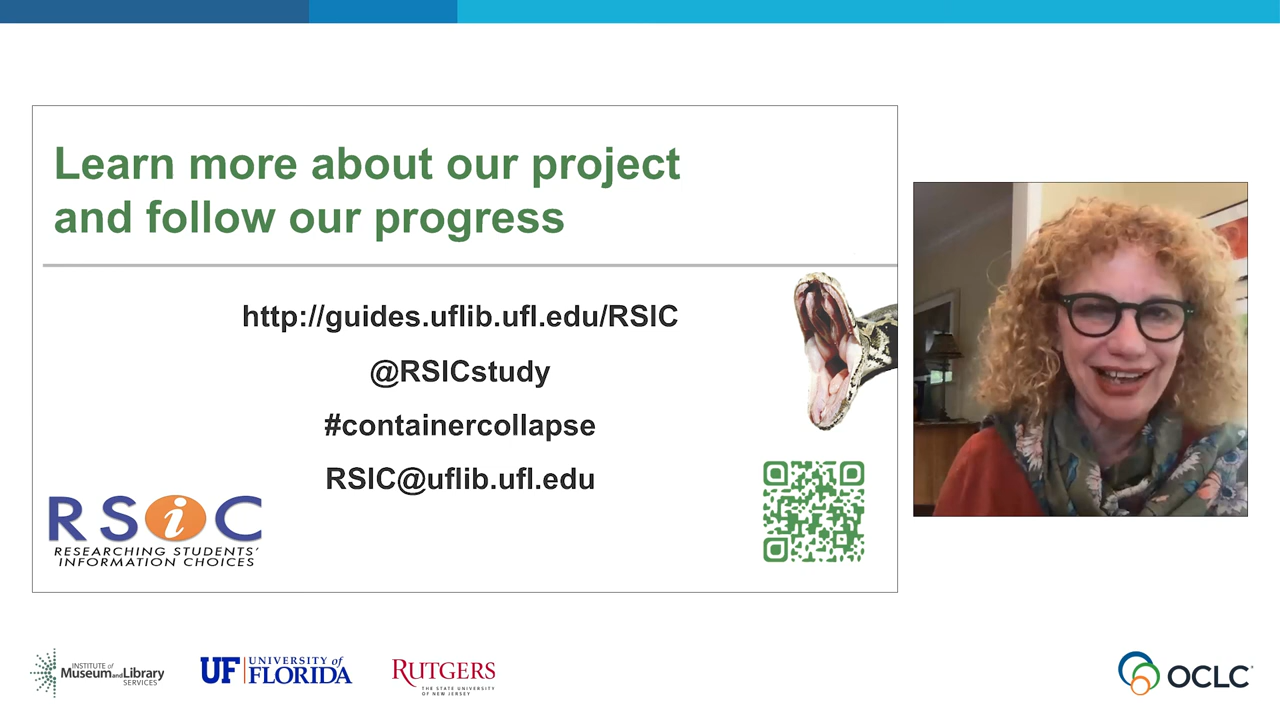 Learn more about our project
and follow our progress
http://guides.uflib.ufl.edu/RSIC
@RSICstudy
#containercollapse
RSIC@uflib.ufl.edu
RSiC
RESEARCHING STUDENTS'
INFORMATION CHOICES
INSTITUTE of
Museum and Library
SERVICES
UF UNIVERSITY of
FLORIDA
RUTGERS
THE STATE UNIVERSITY
OF NEW JERSEY
OCLC